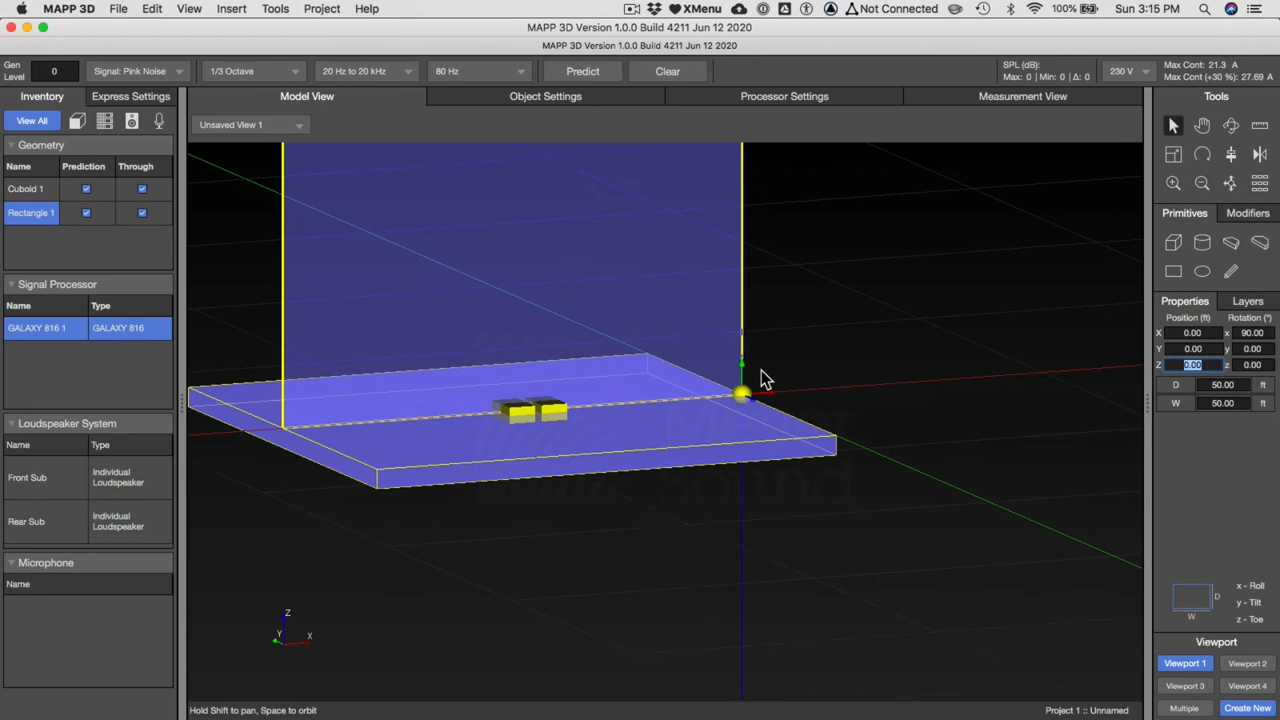 MAPP 3D File Edit View Insert Tools Project Help XMenu Not Connected 100% Sun 3:15 PM
MAPP 3D Version 1.0.0 Build 4211 Jun 12 2020
MAPP 3D Version 1.0.0 Build 4211 Jun 12 2020
Gen Level 0 Signal: Pink Noise 1/3 Octave 20 Hz to 20 kHz 80 Hz Predict Clear SPL (dB): Max: 0 | Min: 0 | Δ: 0 230 V Max Cont: 21.3 A Max Cont (+30 %): 27.69 A
Inventory Express Settings Model View Object Settings Processor Settings Measurement View Tools
View All Unsaved View 1
Geometry
Name Prediction Through
Cuboid 1
Rectangle 1
Primitives Modifiers
Signal Processor
Name Type
GALAXY 816 1 GALAXY 816
Properties Layers
Position (ft) Rotation (°)
X 0.00 x 90.00
Y 0.00 y 0.00
Z 0.00 z 0.00
D 50.00 ft
W 50.00 ft
Loudspeaker System
Name Type
Front Sub Individual Loudspeaker
Rear Sub Individual Loudspeaker
Microphone
Name
Meyer Sound
Z
Y X
D
W
x - Roll
y - Tilt
z - Toe
Viewport
Viewport 1 Viewport 2
Viewport 3 Viewport 4
Multiple Create New
Hold Shift to pan, Space to orbit Project 1 :: Unnamed